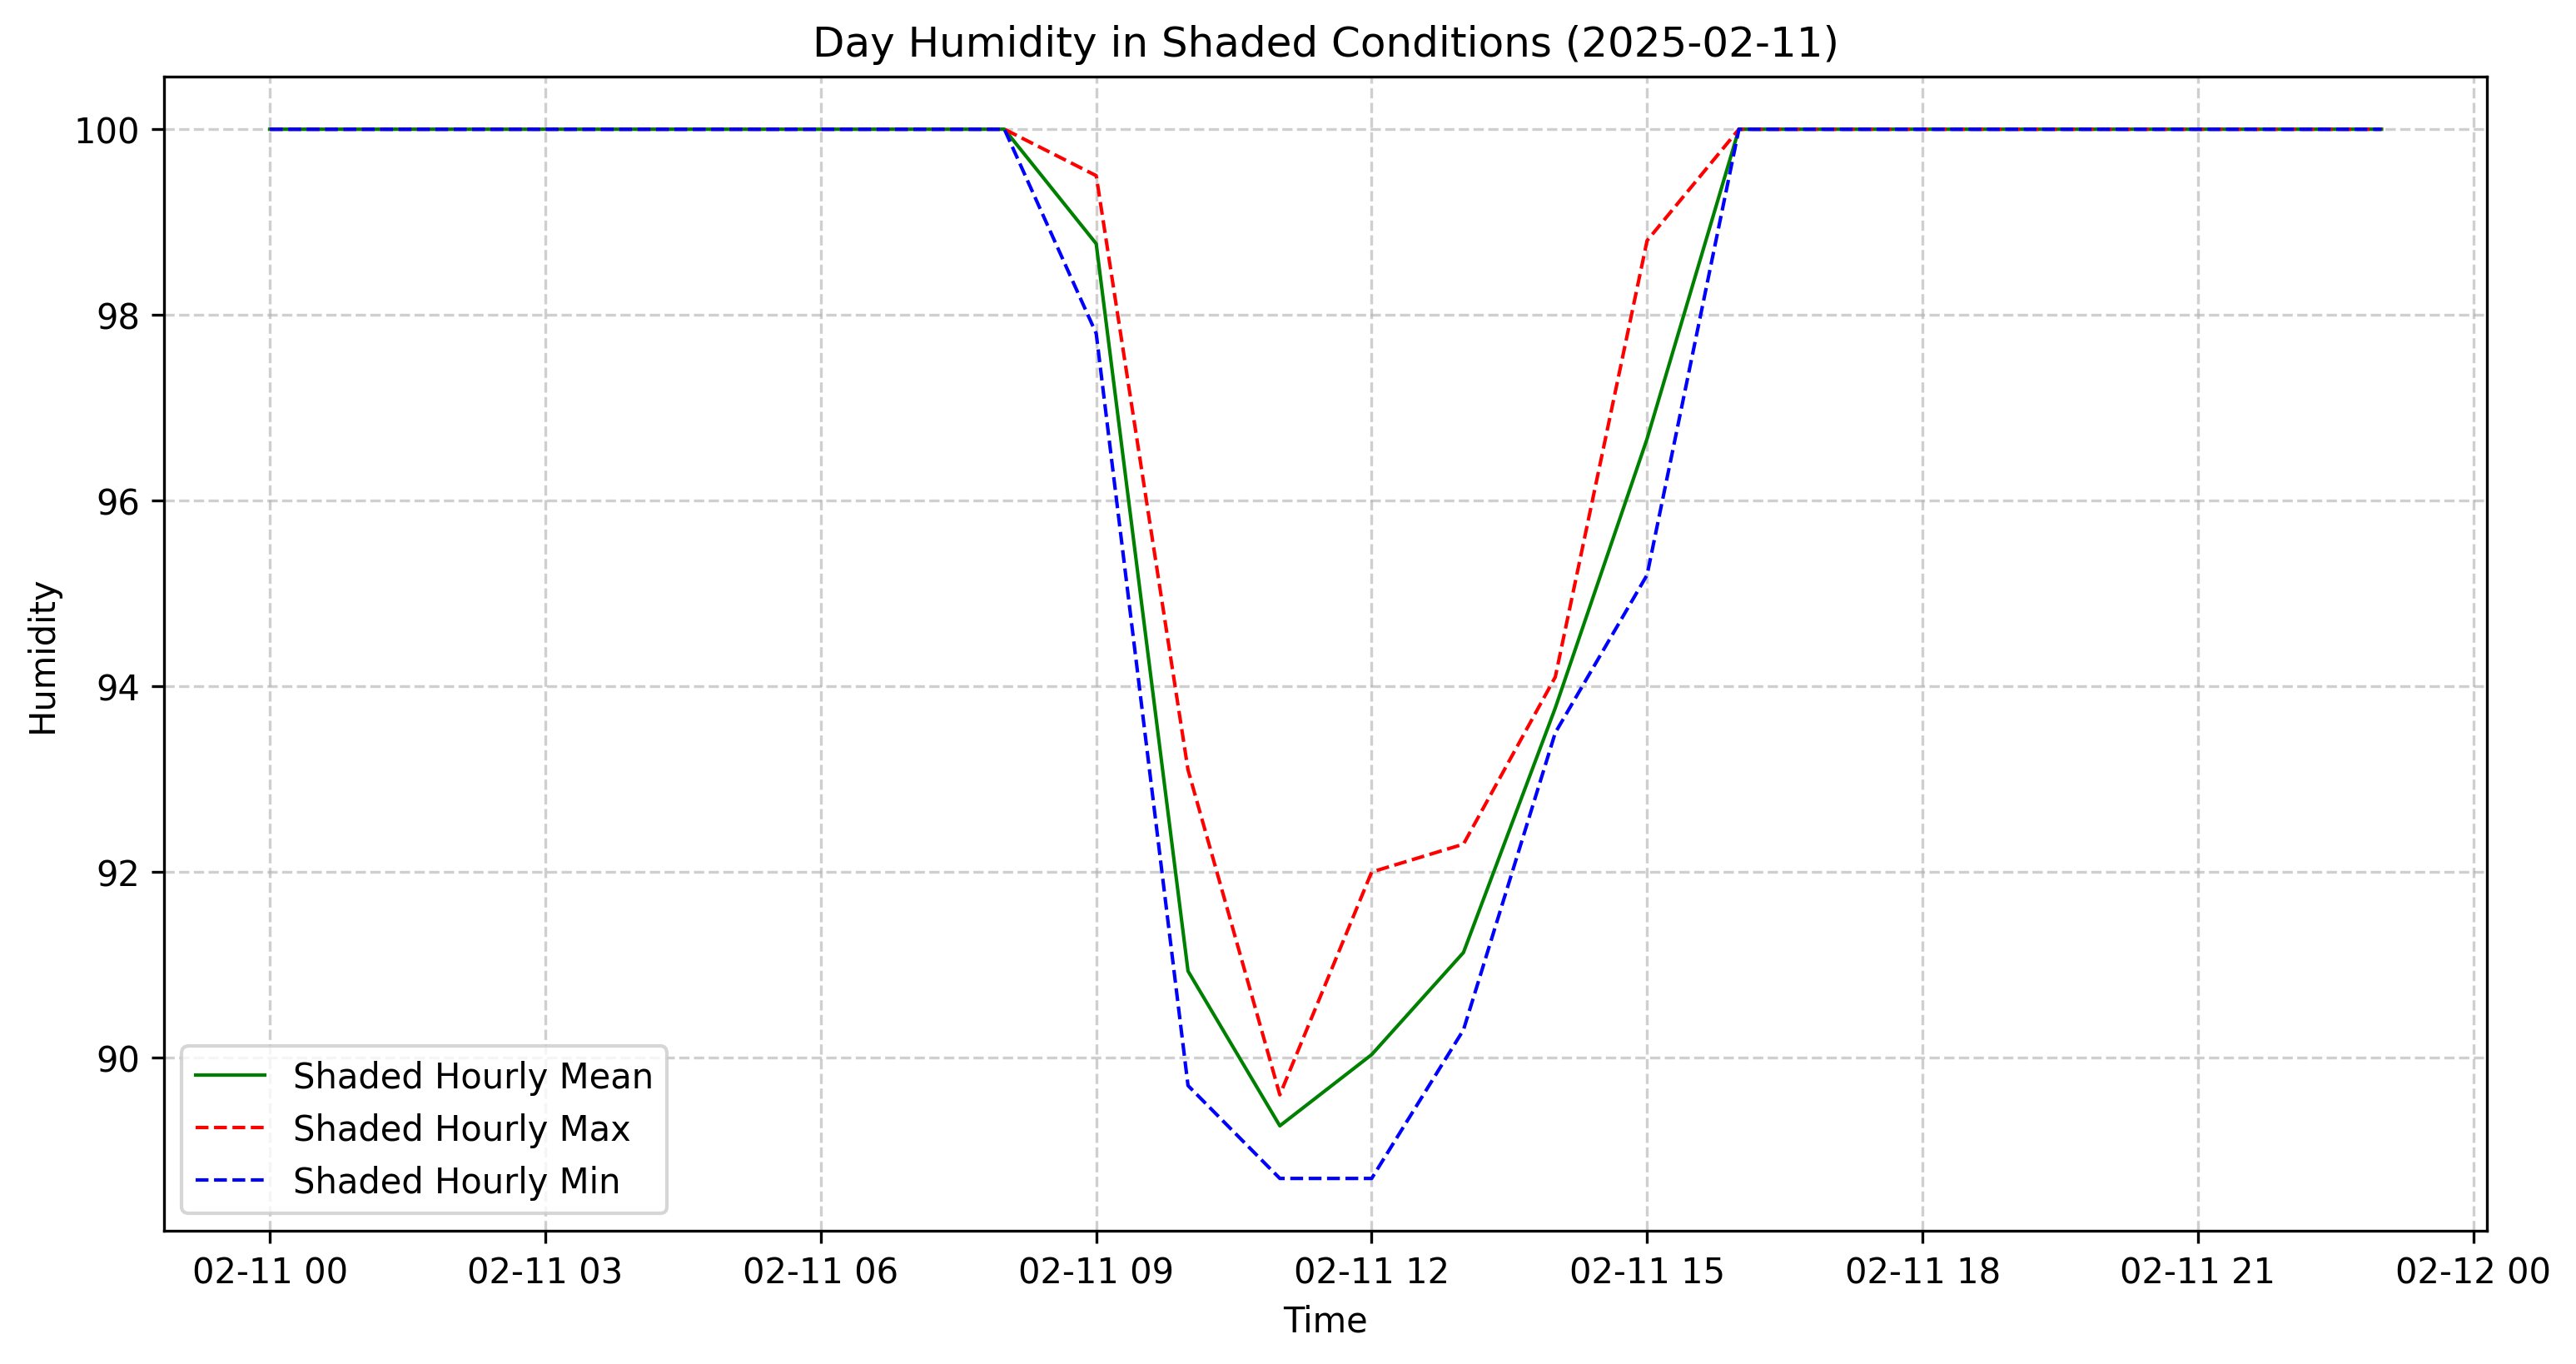 Day Humidity in Shaded Conditions (2025-02-11)
Humidity
100
98
96
94
92
90
Shaded Hourly Mean
Shaded Hourly Max
Shaded Hourly Min
02-11 00 02-11 03 02-11 06 02-11 09 02-11 12 02-11 15 02-11 18 02-11 21 02-12 00
Time